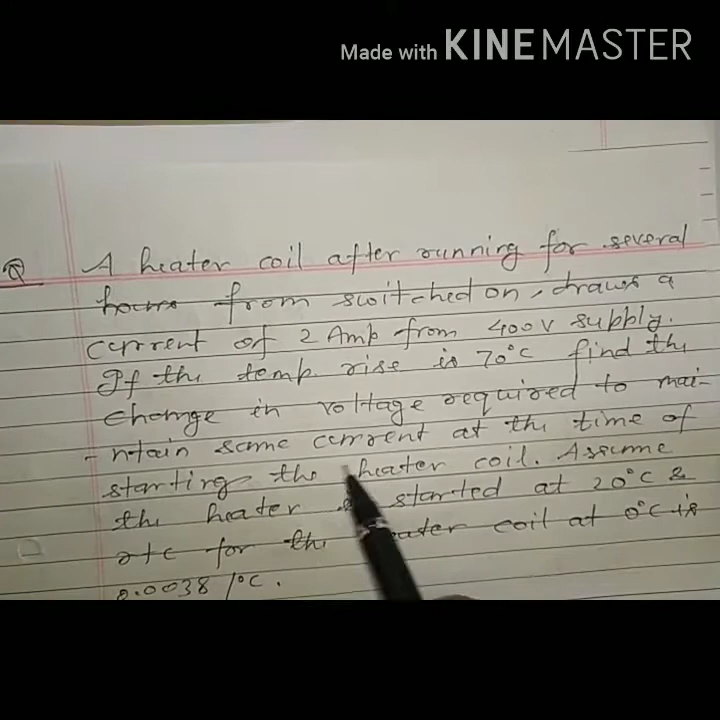 Made with KINEMASTER
Q A heater coil after running for several
hours from switched on, draws a
current of 2 Amp from 400V supply.
If the temp. rise is 70°C find the
change in voltage required to mai-
-ntain same current at the time of
starting the heater coil. Assume
the heater started at 20°C &
rtc for the heater coil at 0°C is
0.0038 /°C.